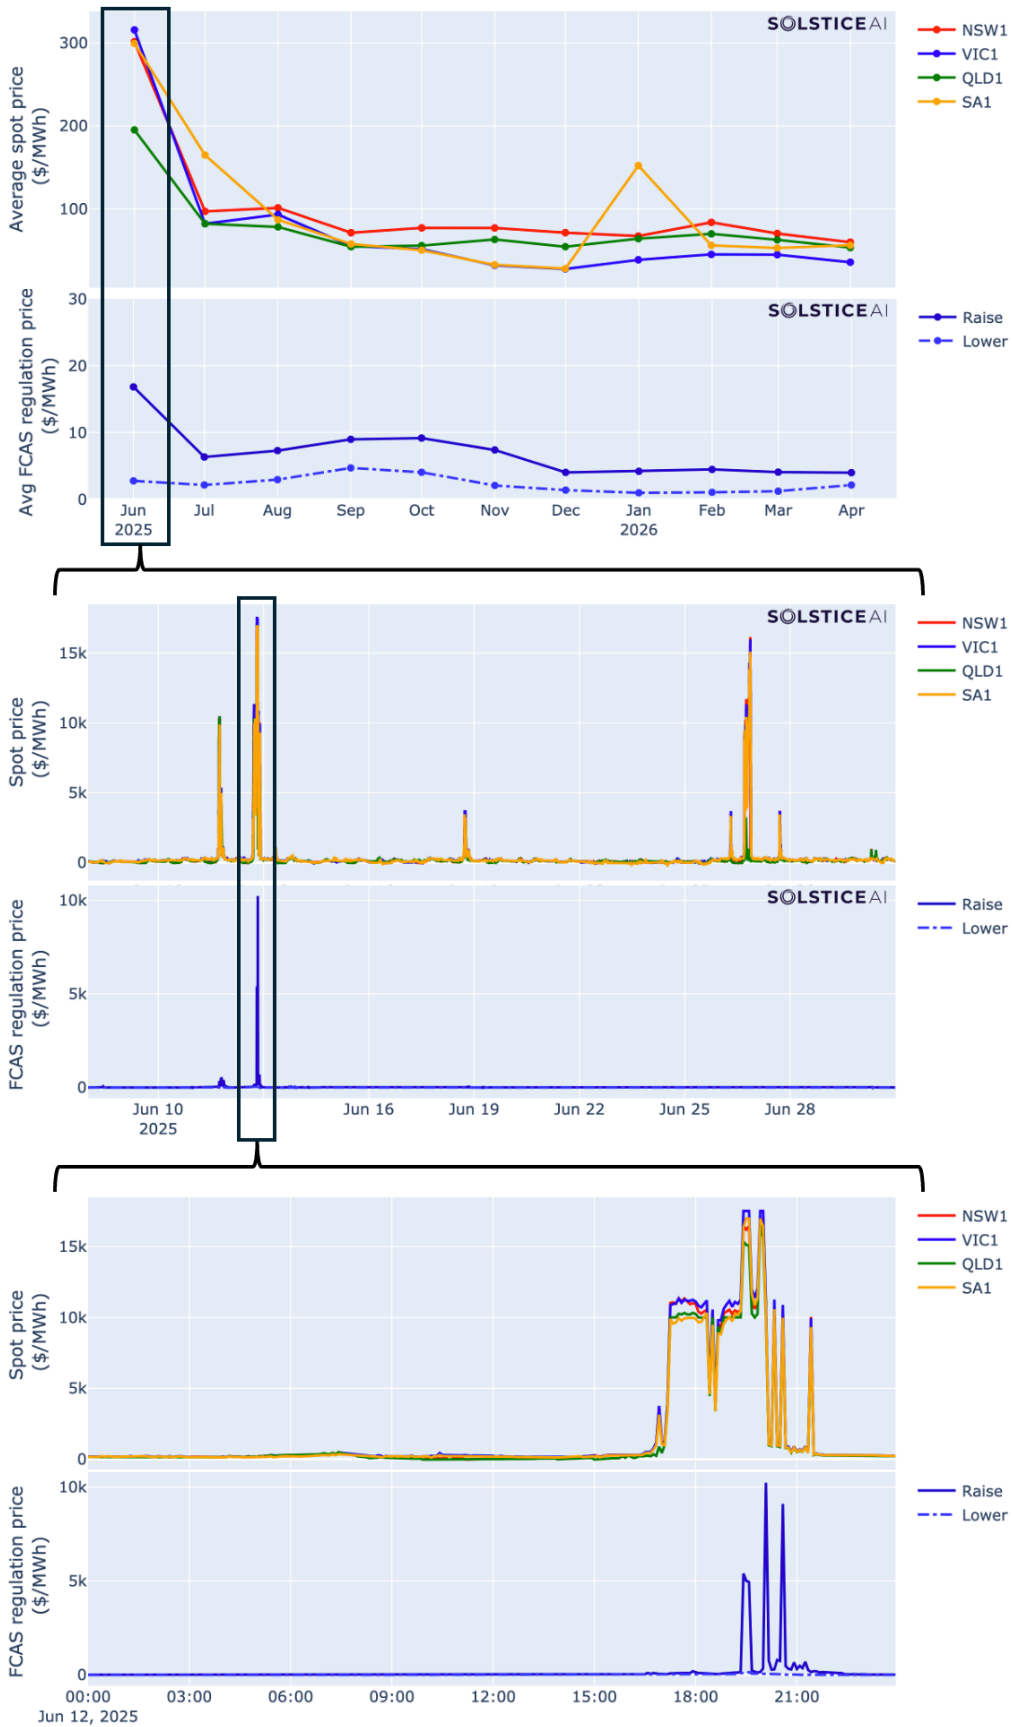 SOLSTICE AI
NSW1
VIC1
QLD1
SA1
Average spot price
($/MWh)
300
200
100
SOLSTICE AI
Raise
Lower
Avg FCAS regulation price
($/MWh)
30
20
10
0
Jun Jul Aug Sep Oct Nov Dec Jan Feb Mar Apr
2025 2026
SOLSTICE AI
NSW1
VIC1
QLD1
SA1
Spot price
($/MWh)
15k
10k
5k
0
SOLSTICE AI
Raise
Lower
FCAS regulation price
($/MWh)
10k
5k
0
Jun 10 Jun 16 Jun 19 Jun 22 Jun 25 Jun 28
2025
NSW1
VIC1
QLD1
SA1
Spot price
($/MWh)
15k
10k
5k
0
Raise
Lower
FCAS regulation price
($/MWh)
10k
5k
0
00:00 03:00 06:00 09:00 12:00 15:00 18:00 21:00
Jun 12, 2025